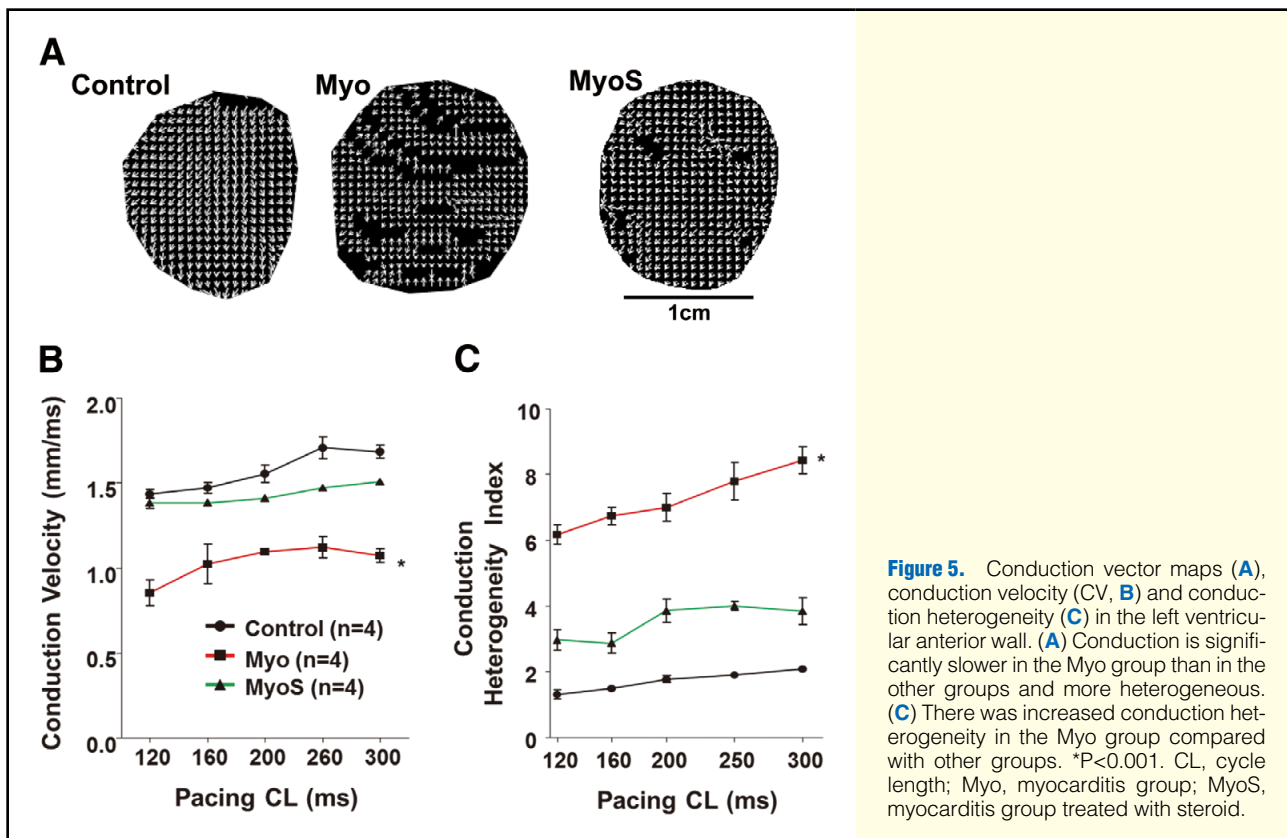 A
Control
Myo
MyoS
1cm
B
Conduction Velocity (mm/ms)
2.0
1.5
1.0
0.5
0.0
*
Control (n=4)
Myo (n=4)
MyoS (n=4)
120 160 200 260 300
Pacing CL (ms)
C
Conduction
Heterogeneity Index
10
8
6
4
2
0
*
120 160 200 250 300
Pacing CL (ms)
Figure 5. Conduction vector maps (A),
conduction velocity (CV, B) and conduc-
tion heterogeneity (C) in the left ventricu-
lar anterior wall. (A) Conduction is signifi-
cantly slower in the Myo group than in the
other groups and more heterogeneous.
(C) There was increased conduction het-
erogeneity in the Myo group compared
with other groups. *P<0.001. CL, cycle
length; Myo, myocarditis group; MyoS,
myocarditis group treated with steroid.